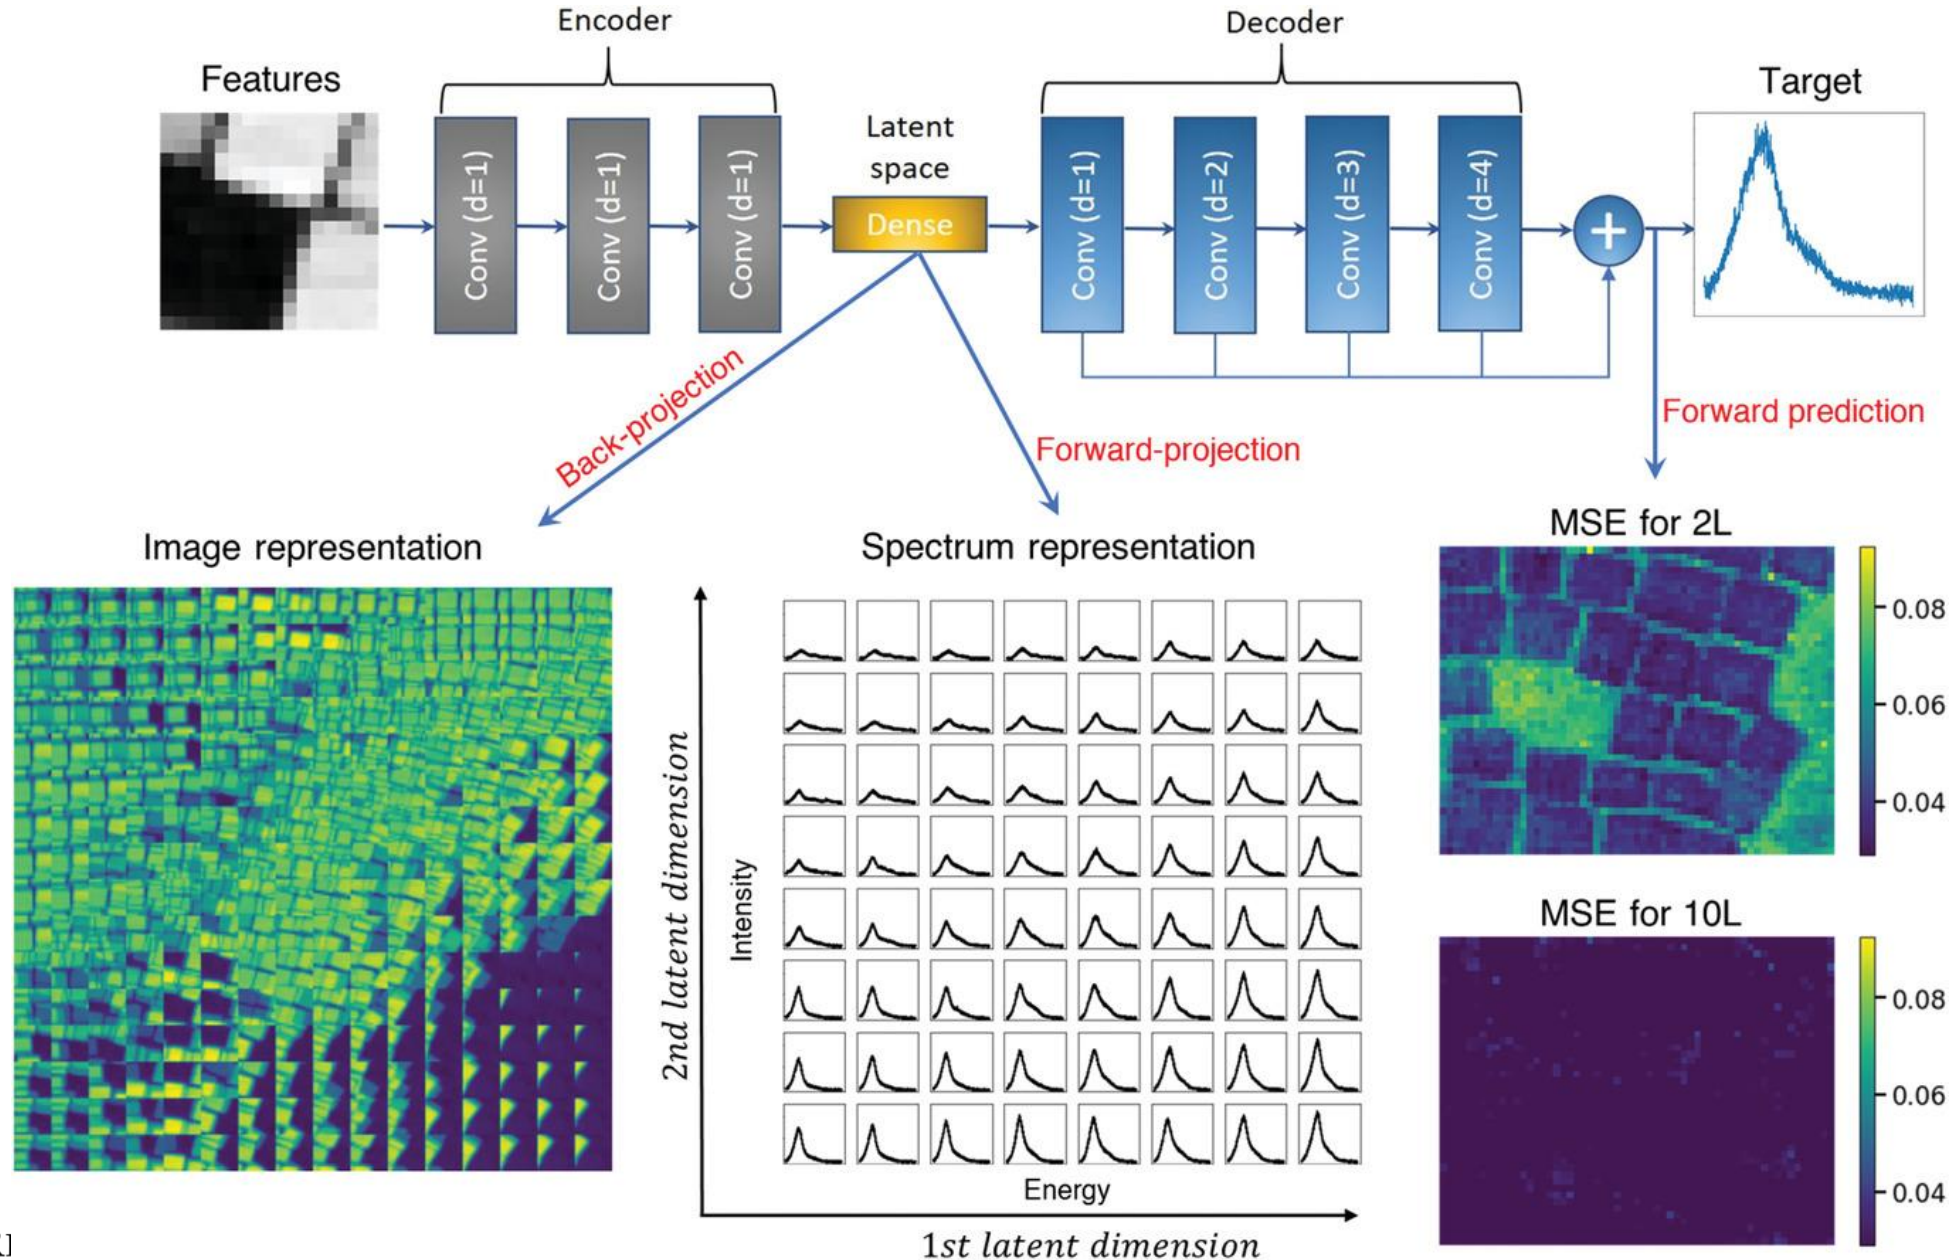 Encoder
Decoder
Features
Target
Latent
space
Conv (d=1)
Conv (d=1)
Conv (d=1)
Dense
Conv (d=1)
Conv (d=2)
Conv (d=3)
Conv (d=4)
+
Back-projection
Forward-projection
Forward prediction
Image representation
Spectrum representation
2nd latent dimension
Intensity
Energy
1st latent dimension
MSE for 2L
0.08
0.06
0.04
MSE for 10L
0.08
0.06
0.04